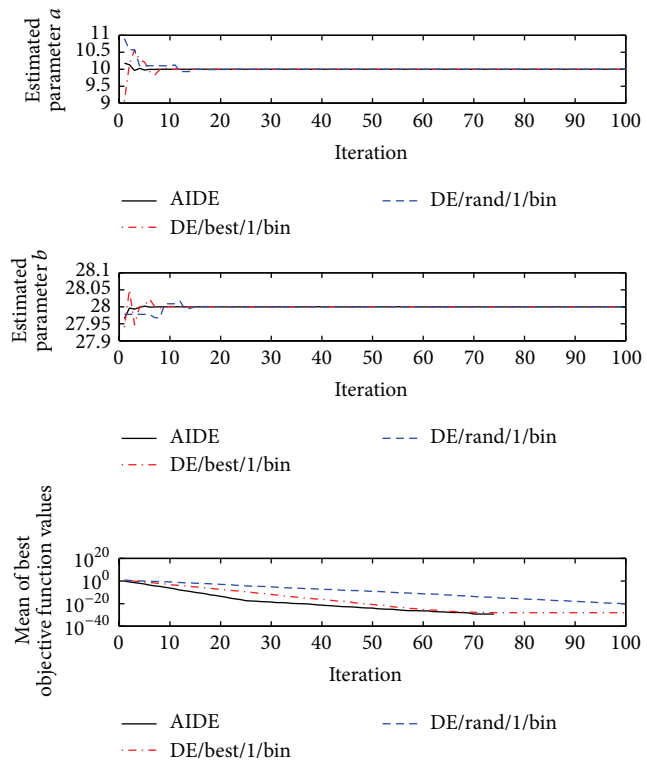 Estimated
parameter a
11
10.5
10
9.5
9
0 10 20 30 40 50 60 70 80 90 100
Iteration
AIDE
DE/best/1/bin
DE/rand/1/bin
Estimated
parameter b
28.1
28.05
28
27.95
27.9
0 10 20 30 40 50 60 70 80 90 100
Iteration
AIDE
DE/best/1/bin
DE/rand/1/bin
Mean of best
objective function values
10^20
10^0
10^−20
10^−40
0 10 20 30 40 50 60 70 80 90 100
Iteration
AIDE
DE/best/1/bin
DE/rand/1/bin